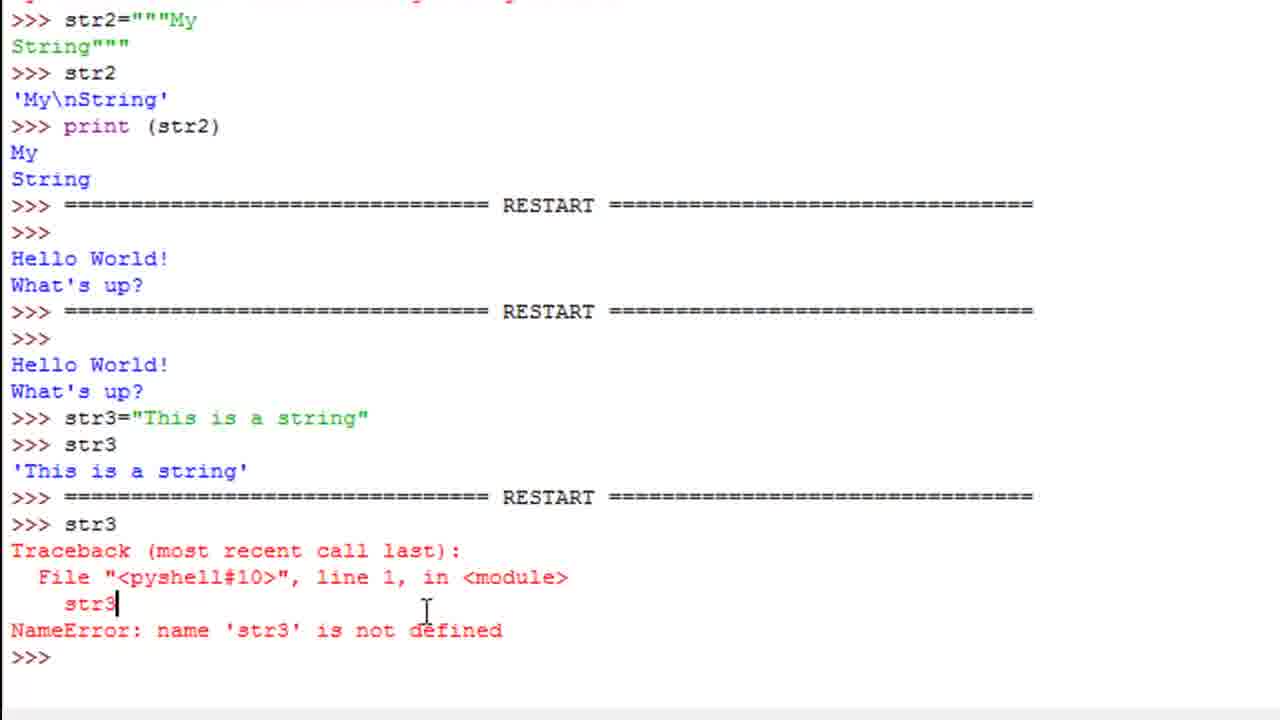 >>> str2="""My
String"""
>>> str2
'My\nString'
>>> print (str2)
My
String
>>> ================================ RESTART ================================
>>>
Hello World!
What's up?
>>> ================================ RESTART ================================
>>>
Hello World!
What's up?
>>> str3="This is a string"
>>> str3
'This is a string'
>>> ================================ RESTART ================================
>>> str3
Traceback (most recent call last):
  File "<pyshell#10>", line 1, in <module>
    str3
NameError: name 'str3' is not defined
>>>